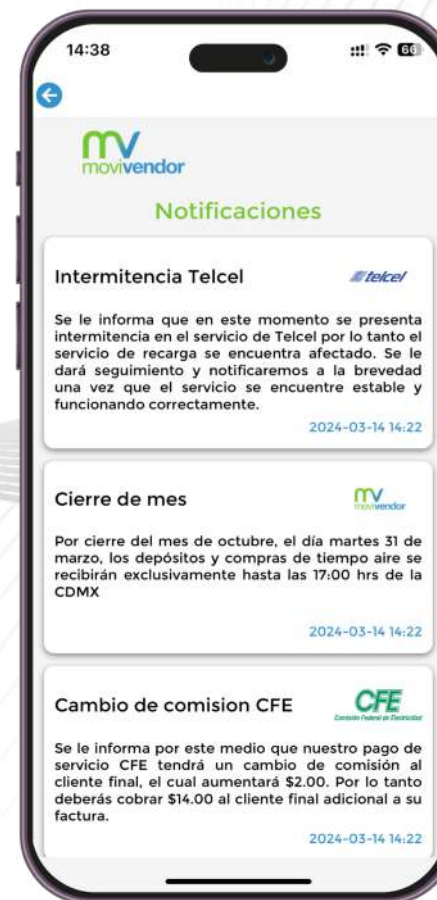 14:38
66
mv
movivendor
Notificaciones
Intermitencia Telcel
telcel
Se le informa que en este momento se presenta
intermitencia en el servicio de Telcel por lo tanto el
servicio de recarga se encuentra afectado. Se le
dará seguimiento y notificaremos a la brevedad
una vez que el servicio se encuentre estable y
funcionando correctamente.
2024-03-14 14:22
Cierre de mes
mv
movivendor
Por cierre del mes de octubre, el día martes 31 de
marzo, los depósitos y compras de tiempo aire se
recibirán exclusivamente hasta las 17:00 hrs de la
CDMX
2024-03-14 14:22
Cambio de comision CFE
CFE
Comisión Federal de Electricidad
Se le informa por este medio que nuestro pago de
servicio CFE tendrá un cambio de comisión al
cliente final, el cual aumentará $2.00. Por lo tanto
deberás cobrar $14.00 al cliente final adicional a su
factura.
2024-03-14 14:22